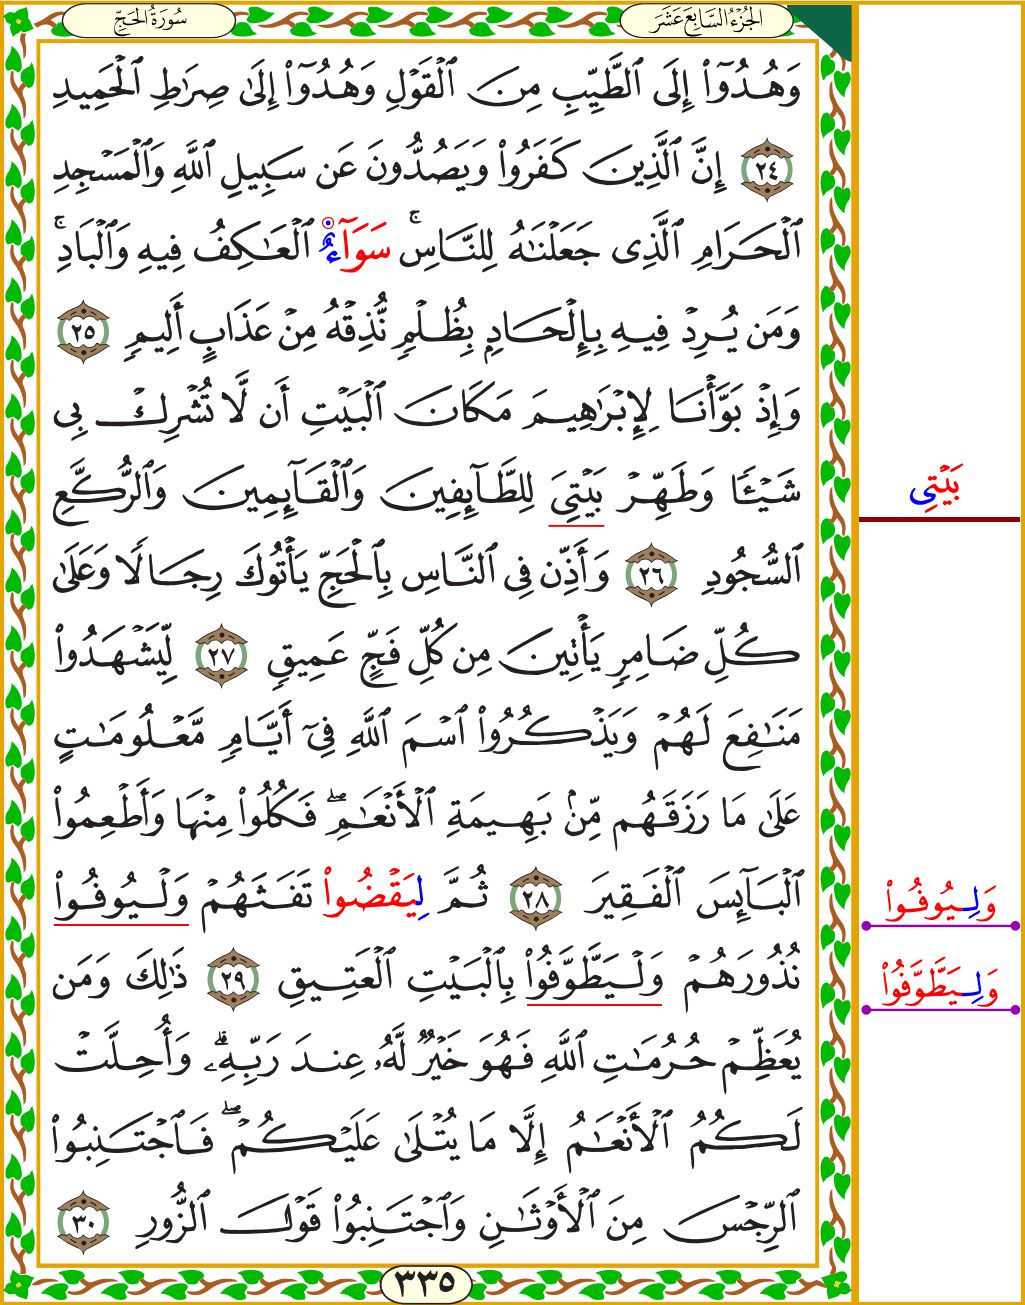 الجُزْءُ السَّابِعَ عَشَرَ
سُورَةُ الحَجِّ
وَهُدُوٓاْ إِلَى ٱلطَّيِّبِ مِنَ ٱلۡقَوۡلِ وَهُدُوٓاْ إِلَىٰ صِرَٰطِ ٱلۡحَمِيدِ
٢٤ إِنَّ ٱلَّذِينَ كَفَرُواْ وَيَصُدُّونَ عَن سَبِيلِ ٱللَّهِ وَٱلۡمَسۡجِدِ
ٱلۡحَرَامِ ٱلَّذِى جَعَلۡنَٰهُ لِلنَّاسِۚ سَوَآءٌ ٱلۡعَٰكِفُ فِيهِ وَٱلۡبَادِۚ
وَمَن يُرِدۡ فِيهِ بِإِلۡحَادِۭ بِظُلۡمٖ نُّذِقۡهُ مِنۡ عَذَابٍ أَلِيمٖ ٢٥
وَإِذۡ بَوَّأۡنَا لِإِبۡرَٰهِيمَ مَكَانَ ٱلۡبَيۡتِ أَن لَّا تُشۡرِكۡ بِى
شَيۡـٔٗا وَطَهِّرۡ بَيۡتِىَ لِلطَّآئِفِينَ وَٱلۡقَآئِمِينَ وَٱلرُّكَّعِ
بَيۡتِى
ٱلسُّجُودِ ٢٦ وَأَذِّن فِى ٱلنَّاسِ بِٱلۡحَجِّ يَأۡتُوكَ رِجَالٗا وَعَلَىٰ
كُلِّ ضَامِرٖ يَأۡتِينَ مِن كُلِّ فَجٍّ عَمِيقٖ ٢٧ لِّيَشۡهَدُواْ
مَنَٰفِعَ لَهُمۡ وَيَذۡكُرُواْ ٱسۡمَ ٱللَّهِ فِىٓ أَيَّامٖ مَّعۡلُومَٰتٍ
عَلَىٰ مَا رَزَقَهُم مِّنۢ بَهِيمَةِ ٱلۡأَنۡعَٰمِۖ فَكُلُواْ مِنۡهَا وَأَطۡعِمُواْ
ٱلۡبَآئِسَ ٱلۡفَقِيرَ ٢٨ ثُمَّ لِيَقۡضُواْ تَفَثَهُمۡ وَلۡيُوفُواْ
وَلِيُوفُواْ
نُذُورَهُمۡ وَلۡيَطَّوَّفُواْ بِٱلۡبَيۡتِ ٱلۡعَتِيقِ ٢٩ ذَٰلِكَ وَمَن
وَلِيَطَّوَّفُواْ
يُعَظِّمۡ حُرُمَٰتِ ٱللَّهِ فَهُوَ خَيۡرٞ لَّهُۥ عِندَ رَبِّهِۦۗ وَأُحِلَّتۡ
لَكُمُ ٱلۡأَنۡعَٰمُ إِلَّا مَا يُتۡلَىٰ عَلَيۡكُمۡۖ فَٱجۡتَنِبُواْ
ٱلرِّجۡسَ مِنَ ٱلۡأَوۡثَٰنِ وَٱجۡتَنِبُواْ قَوۡلَ ٱلزُّورِ ٣٠
٣٣٥